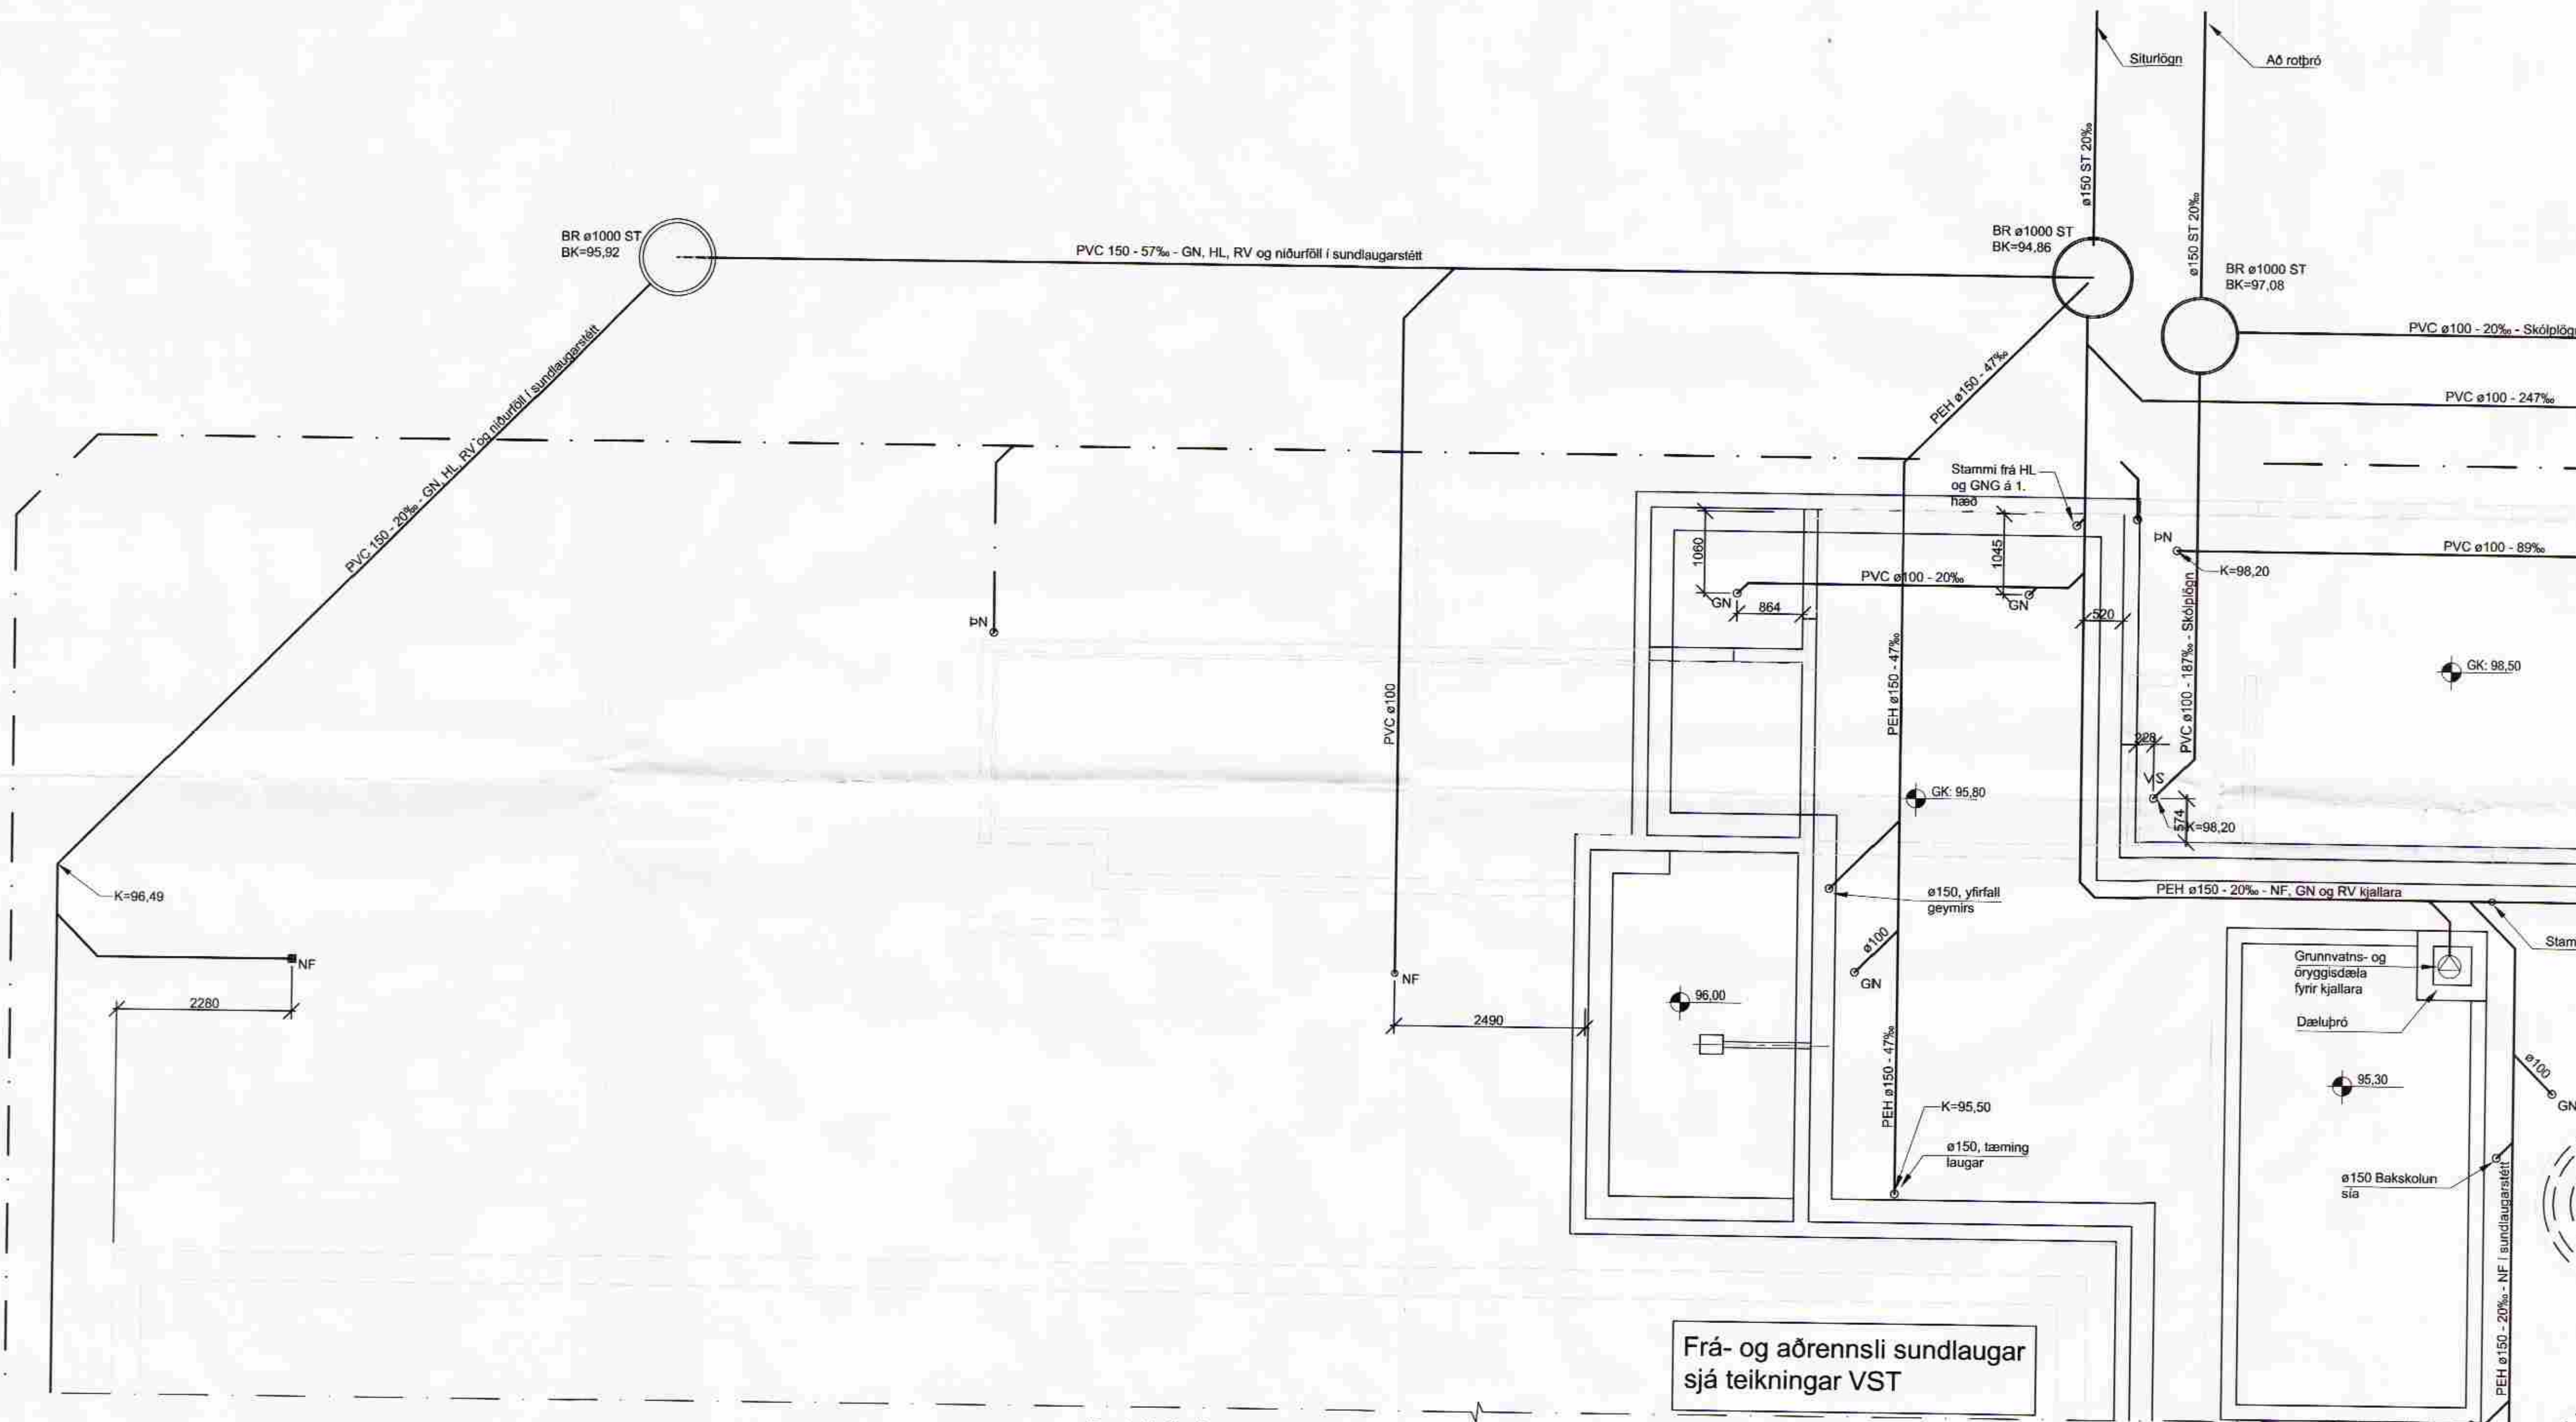 Siturlögn
Að rotþró
ø150 ST 20‰
ø150 ST 20‰
BR ø1000 ST
BK=95,92
PVC 150 - 57‰ - GN, HL, RV og niðurföll í sundlaugarstétt
BR ø1000 ST
BK=94,86
BR ø1000 ST
BK=97,08
PVC ø100 - 20‰ - Skólplögn
PVC ø100 - 247‰
PVC 150 - 20‰ - GN, HL, RV og niðurföll í sundlaugarstétt
PEH ø150 - 47‰
Stammi frá HL
og GNG á 1.
hæð
1060
1045
ÞN
PVC ø100 - 89‰
K=98,20
PVC ø100 - 20‰
GN
864
GN
520
ÞN
PVC ø100 - 187‰ - Skólplögn
PEH ø150 - 47‰
GK: 98,50
PVC ø100
228
VS
GK: 95,80
574
K=98,20
K=96,49
ø150, yfirfall
geymirs
PEH ø150 - 20‰ - NF, GN og RV kjallara
ø100
GN
Stam
NF
NF
Grunnvatns- og
öryggisdæla
fyrir kjallara
2280
96,00
2490
Dæluþró
PEH ø150 - 47‰
95,30
ø100
GN
K=95,50
ø150, tæming
laugar
ø150 Bakskolun
sía
PEH ø150 - 20‰ - NF í sundlaugarstétt
Frá- og aðrennsli sundlaugar
sjá teikningar VST